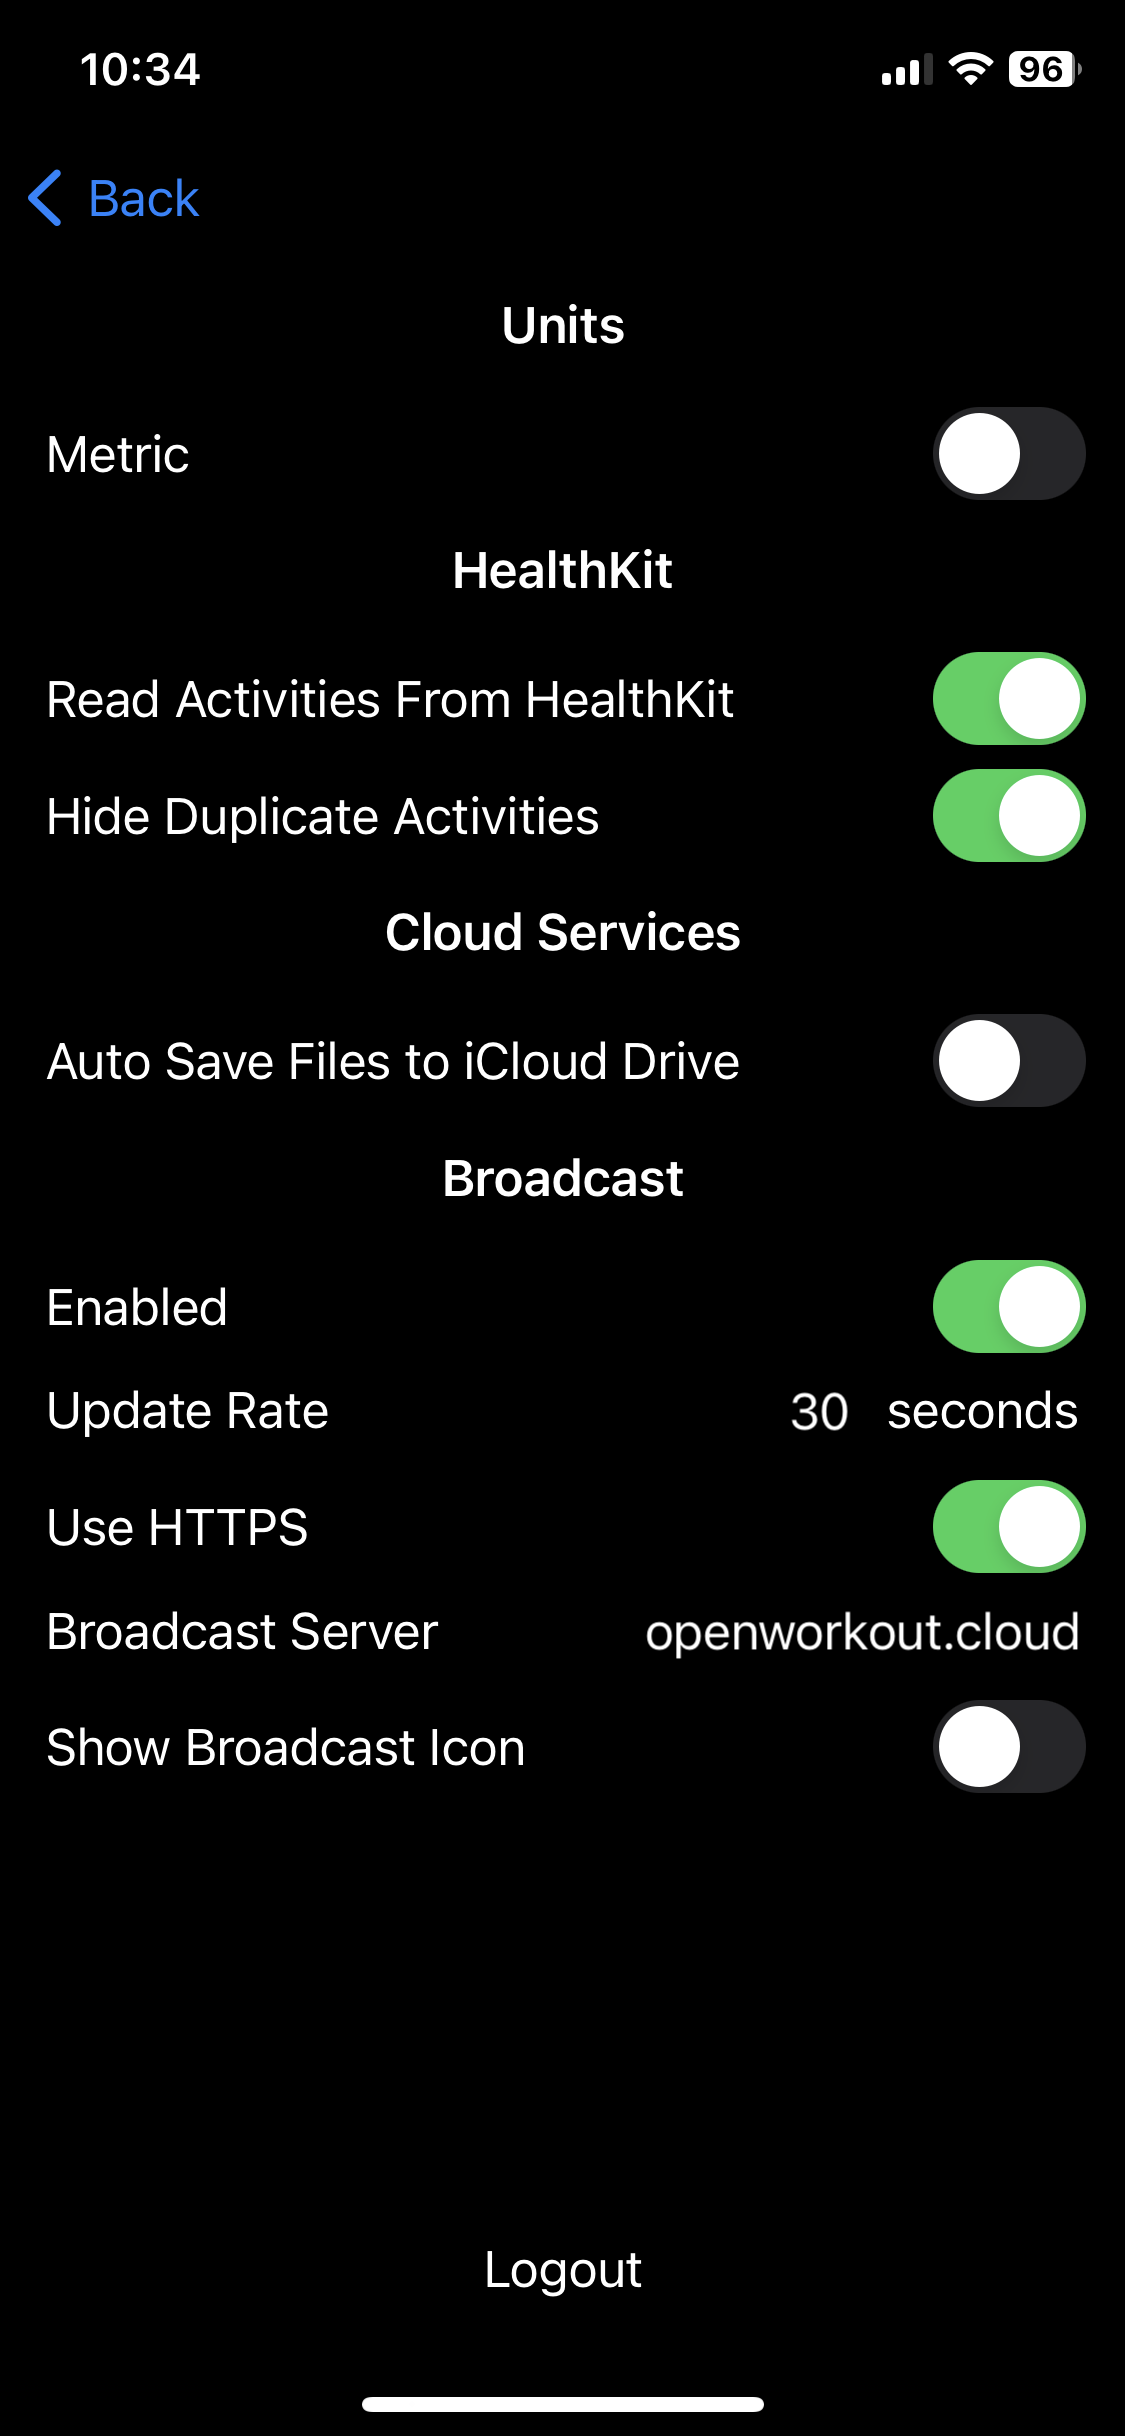 10:34 96
Back
Units
Metric
HealthKit
Read Activities From HealthKit
Hide Duplicate Activities
Cloud Services
Auto Save Files to iCloud Drive
Broadcast
Enabled
Update Rate 30 seconds
Use HTTPS
Broadcast Server openworkout.cloud
Show Broadcast Icon
Logout